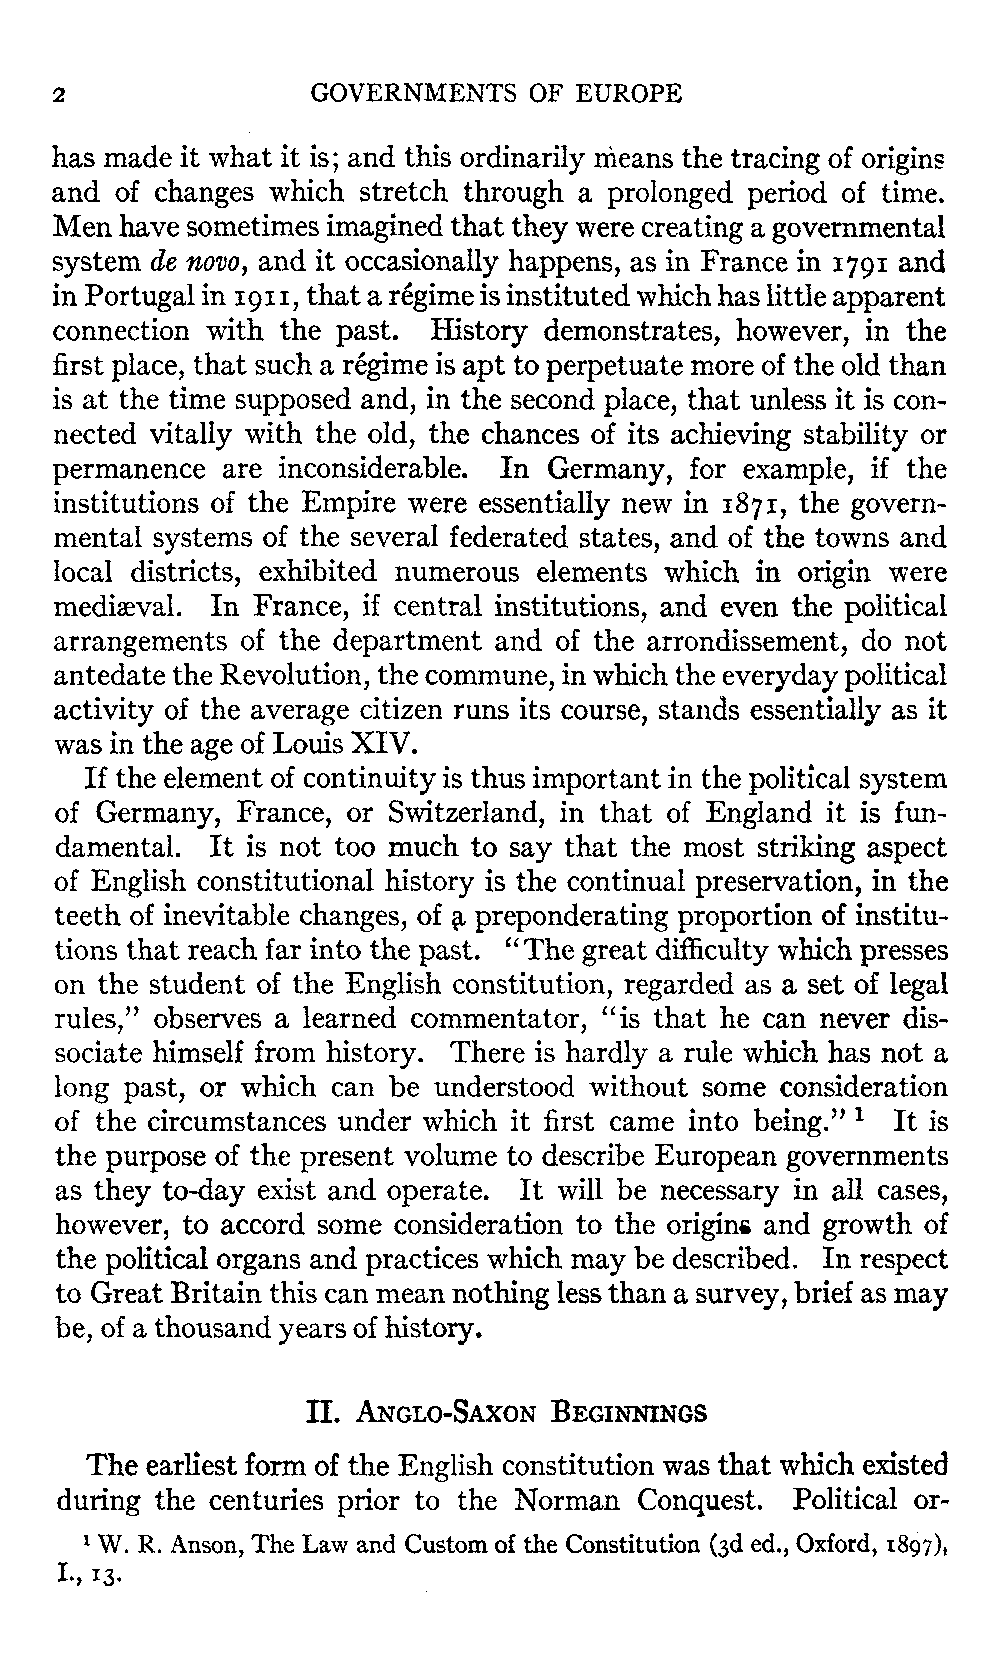 2 GOVERNMENTS OF EUROPE
has made it what it is; and this ordinarily means the tracing of origins
and of changes which stretch through a prolonged period of time.
Men have sometimes imagined that they were creating a governmental
system de novo, and it occasionally happens, as in France in 1791 and
in Portugal in 1911, that a régime is instituted which has little apparent
connection with the past. History demonstrates, however, in the
first place, that such a régime is apt to perpetuate more of the old than
is at the time supposed and, in the second place, that unless it is con-
nected vitally with the old, the chances of its achieving stability or
permanence are inconsiderable. In Germany, for example, if the
institutions of the Empire were essentially new in 1871, the govern-
mental systems of the several federated states, and of the towns and
local districts, exhibited numerous elements which in origin were
mediæval. In France, if central institutions, and even the political
arrangements of the department and of the arrondissement, do not
antedate the Revolution, the commune, in which the everyday political
activity of the average citizen runs its course, stands essentially as it
was in the age of Louis XIV.
If the element of continuity is thus important in the political system
of Germany, France, or Switzerland, in that of England it is fun-
damental. It is not too much to say that the most striking aspect
of English constitutional history is the continual preservation, in the
teeth of inevitable changes, of a preponderating proportion of institu-
tions that reach far into the past. "The great difficulty which presses
on the student of the English constitution, regarded as a set of legal
rules," observes a learned commentator, "is that he can never dis-
sociate himself from history. There is hardly a rule which has not a
long past, or which can be understood without some consideration
of the circumstances under which it first came into being." 1 It is
the purpose of the present volume to describe European governments
as they to-day exist and operate. It will be necessary in all cases,
however, to accord some consideration to the origins and growth of
the political organs and practices which may be described. In respect
to Great Britain this can mean nothing less than a survey, brief as may
be, of a thousand years of history.
II. ANGLO-SAXON BEGINNINGS
The earliest form of the English constitution was that which existed
during the centuries prior to the Norman Conquest. Political or-
1 W. R. Anson, The Law and Custom of the Constitution (3d ed., Oxford, 1897),
I., 13.